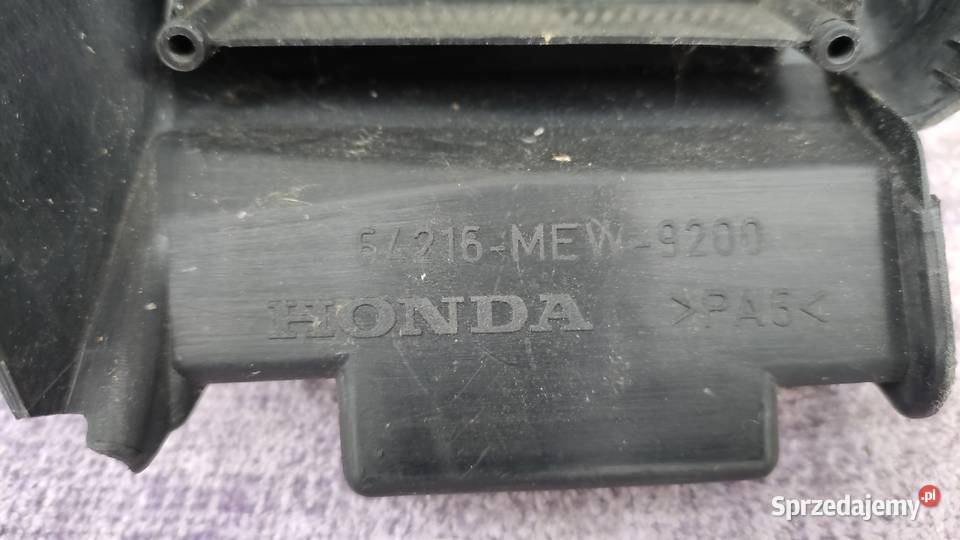 64216-MEW-9200
HONDA
>PA6<
Sprzedajemy.pl